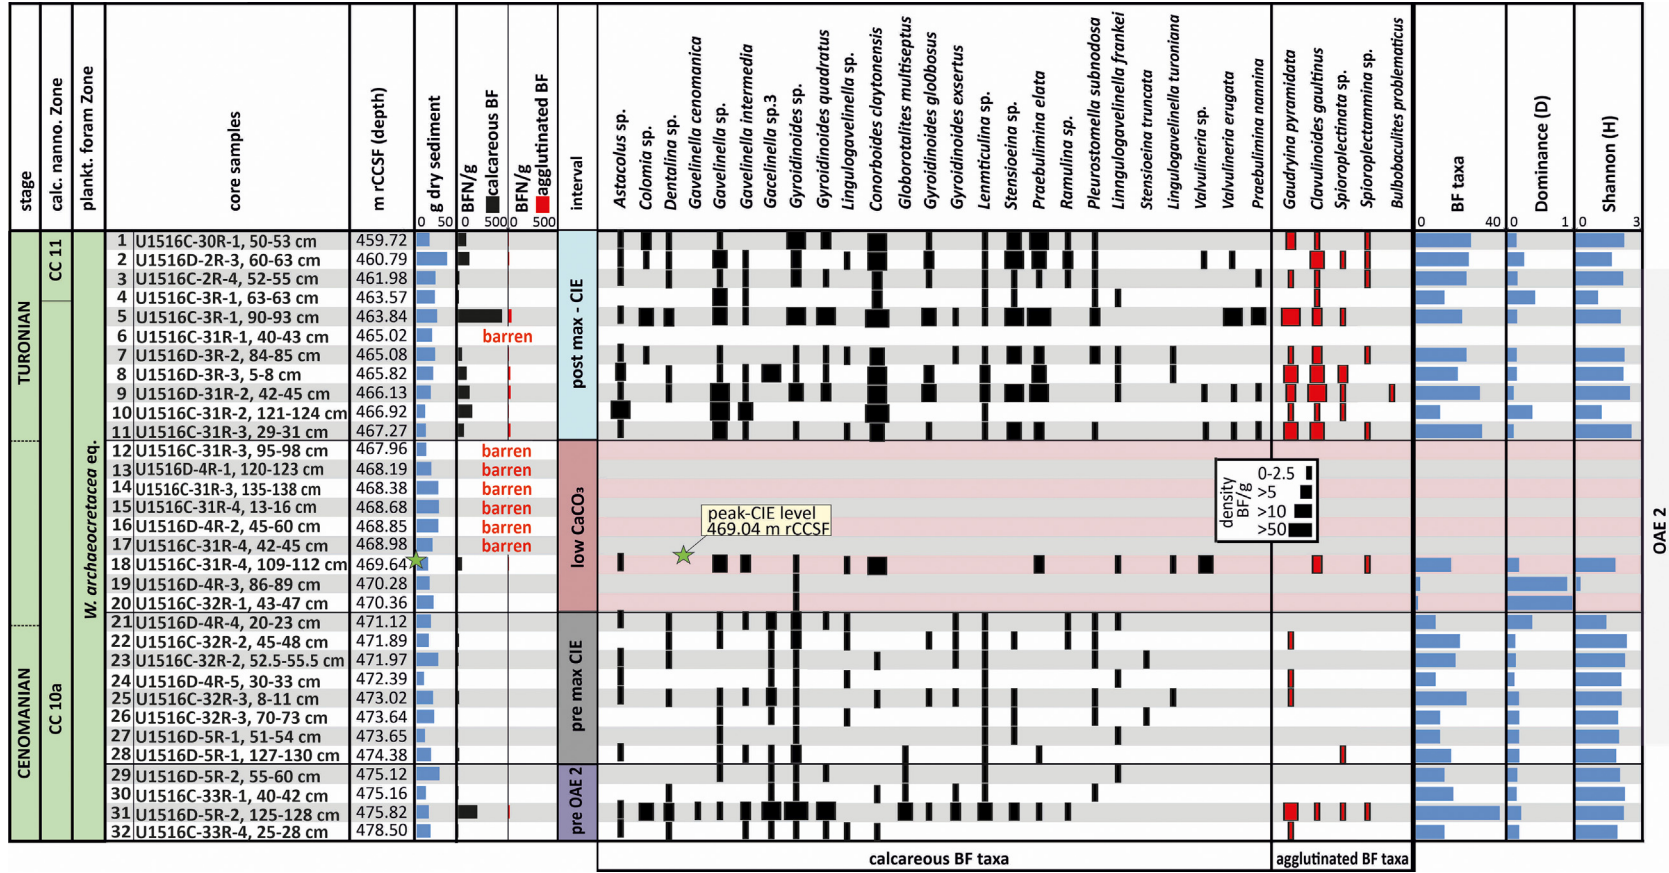 stage
calc. nanno. Zone
plankt. foram Zone
core samples
m rCCSF (depth)
g dry sediment
0 50
BFN/g
calcareous BF
0 500
BFN/g
agglutinated BF
0 500
interval
Astacolus sp.
Colomia sp.
Dentalina sp.
Gavelinella cenomanica
Gavelinella sp.
Gavelinella intermedia
Gacelinella sp.3
Gyroidinoides sp.
Gyroidinoides quadratus
Lingulogavelinella sp.
Conorboides claytonensis
Globorotalites multiseptus
Gyroidinoides glo0bosus
Gyroidinoides exsertus
Lenmticulina sp.
Stensioeina sp.
Praebulimina elata
Ramulina sp.
Pleurostomella subnodosa
Linngulogavelinella frankei
Stensioeina truncata
Lingulogavelinella turoniana
Valvulineria sp.
Valvulineria erugata
Praebulimina nannina
Gaudryina pyramidata
Clavulinoides gaultinus
Spioroplectinata sp.
Spioroplectammina sp.
Bulbobaculites problematicus
BF taxa
0 40
Dominance (D)
0 1
Shannon (H)
0 3
TURONIAN
CENOMANIAN
CC 11
CC 10a
W. archaeocretacea eq.
1 U1516C-30R-1, 50-53 cm 459.72
2 U1516D-2R-3, 60-63 cm 460.79
3 U1516C-2R-4, 52-55 cm 461.98
4 U1516C-3R-1, 63-63 cm 463.57
5 U1516C-3R-1, 90-93 cm 463.84
6 U1516C-31R-1, 40-43 cm 465.02 barren
7 U1516D-3R-2, 84-85 cm 465.08
8 U1516D-3R-3, 5-8 cm 465.82
9 U1516D-31R-2, 42-45 cm 466.13
10 U1516C-31R-2, 121-124 cm 466.92
11 U1516C-31R-3, 29-31 cm 467.27
12 U1516C-31R-3, 95-98 cm 467.96 barren
13 U1516D-4R-1, 120-123 cm 468.19 barren
14 U1516C-31R-3, 135-138 cm 468.38 barren
15 U1516C-31R-4, 13-16 cm 468.68 barren
16 U1516D-4R-2, 45-60 cm 468.85 barren
17 U1516C-31R-4, 42-45 cm 468.98 barren
18 U1516C-31R-4, 109-112 cm 469.64
19 U1516D-4R-3, 86-89 cm 470.28
20 U1516C-32R-1, 43-47 cm 470.36
21 U1516D-4R-4, 20-23 cm 471.12
22 U1516C-32R-2, 45-48 cm 471.89
23 U1516C-32R-2, 52.5-55.5 cm 471.97
24 U1516D-4R-5, 30-33 cm 472.39
25 U1516C-32R-3, 8-11 cm 473.02
26 U1516C-32R-3, 70-73 cm 473.64
27 U1516D-5R-1, 51-54 cm 473.65
28 U1516D-5R-1, 127-130 cm 474.38
29 U1516D-5R-2, 55-60 cm 475.12
30 U1516C-33R-1, 40-42 cm 475.16
31 U1516D-5R-2, 125-128 cm 475.82
32 U1516C-33R-4, 25-28 cm 478.50
post max - CIE
low CaCO₃
pre max CIE
pre OAE 2
peak-CIE level
469.04 m rCCSF
density
BF/g
0-2.5
>5
>10
>50
OAE 2
calcareous BF taxa
agglutinated BF taxa